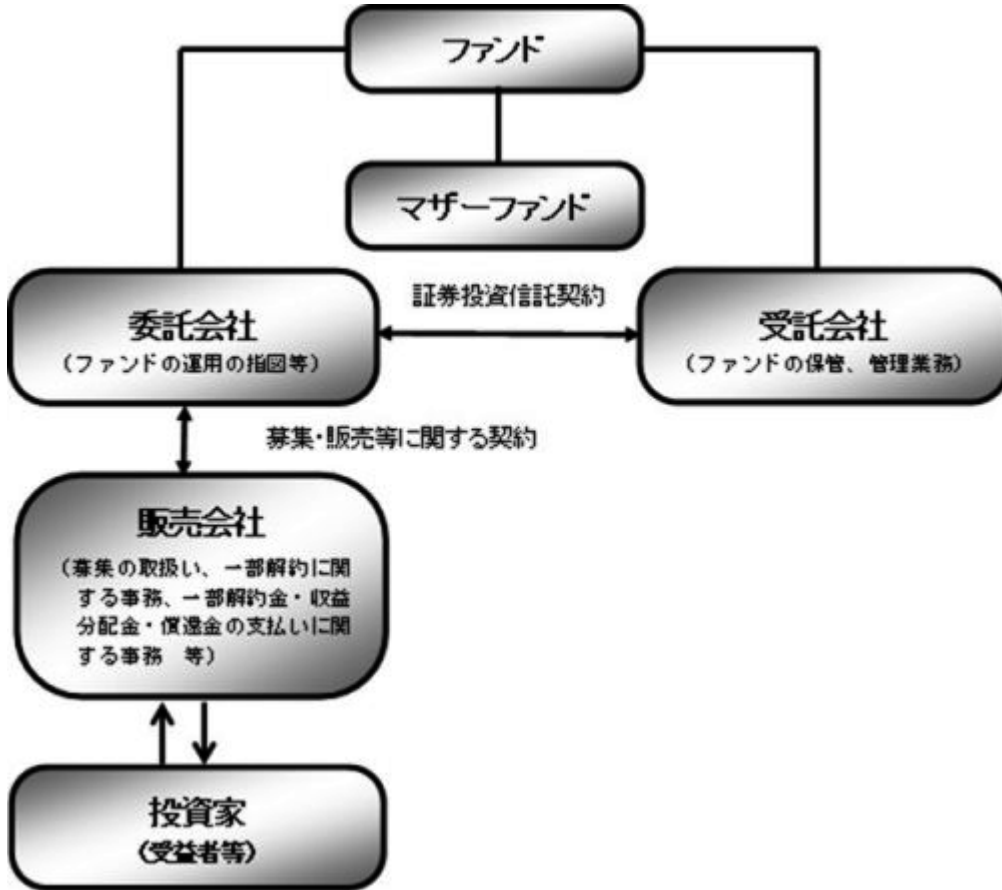 ファンド
マザーファンド
証券投資信託契約
委託会社
（ファンドの運用の指図等）
受託会社
（ファンドの保管、管理業務）
募集・販売等に関する契約
販売会社
（募集の取扱い、一部解約に関
する事務、一部解約金・収益
分配金・償還金の支払いに関
する事務　等）
投資家
（受益者等）